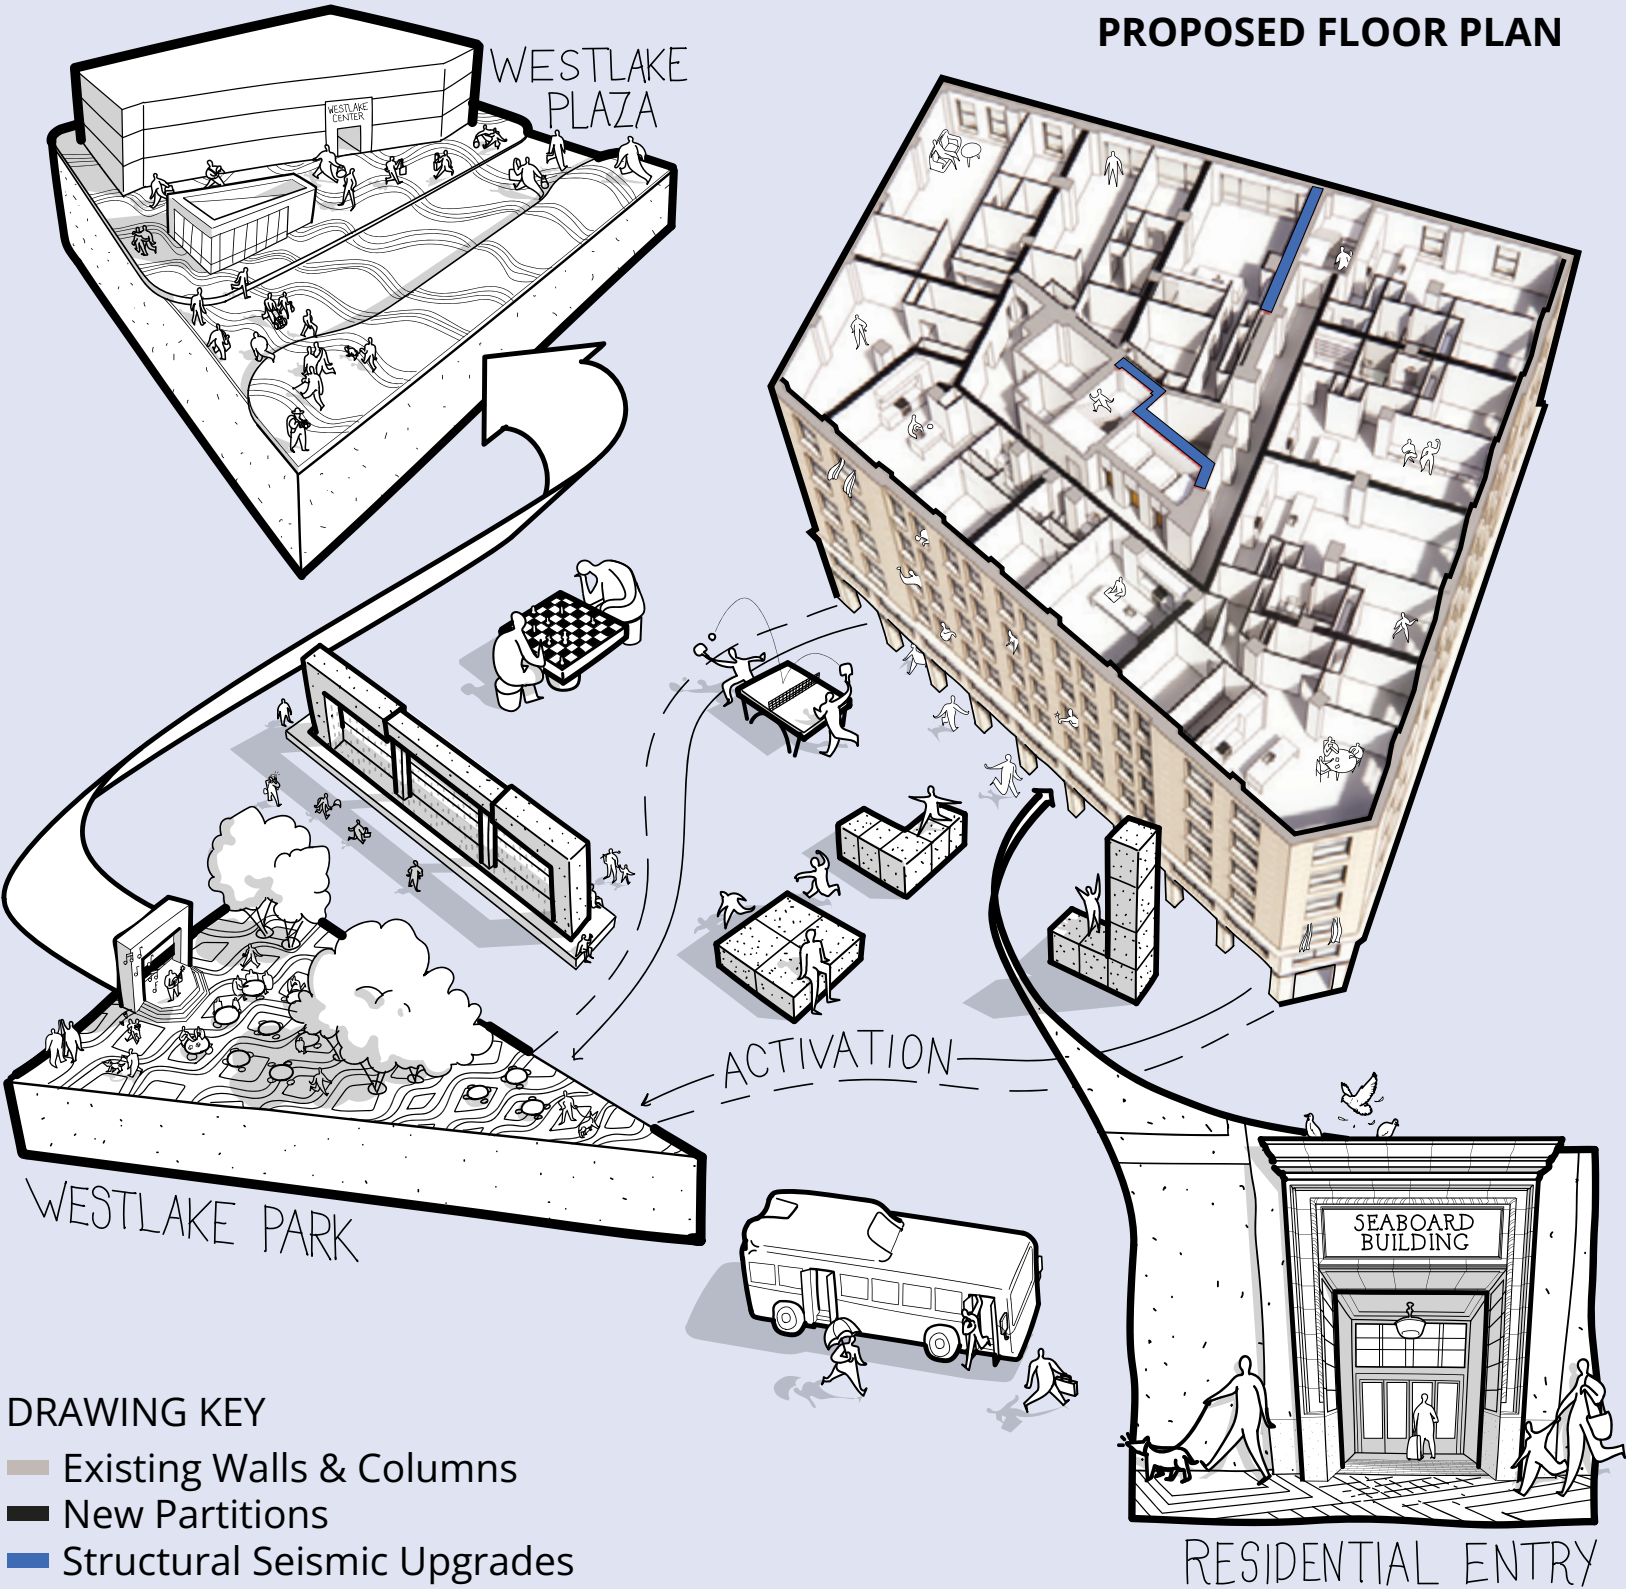 PROPOSED FLOOR PLAN
WESTLAKE
PLAZA
WESTLAKE
CENTER
ACTIVATION
WESTLAKE PARK
SEABOARD
BUILDING
DRAWING KEY
Existing Walls & Columns
New Partitions
Structural Seismic Upgrades
RESIDENTIAL ENTRY